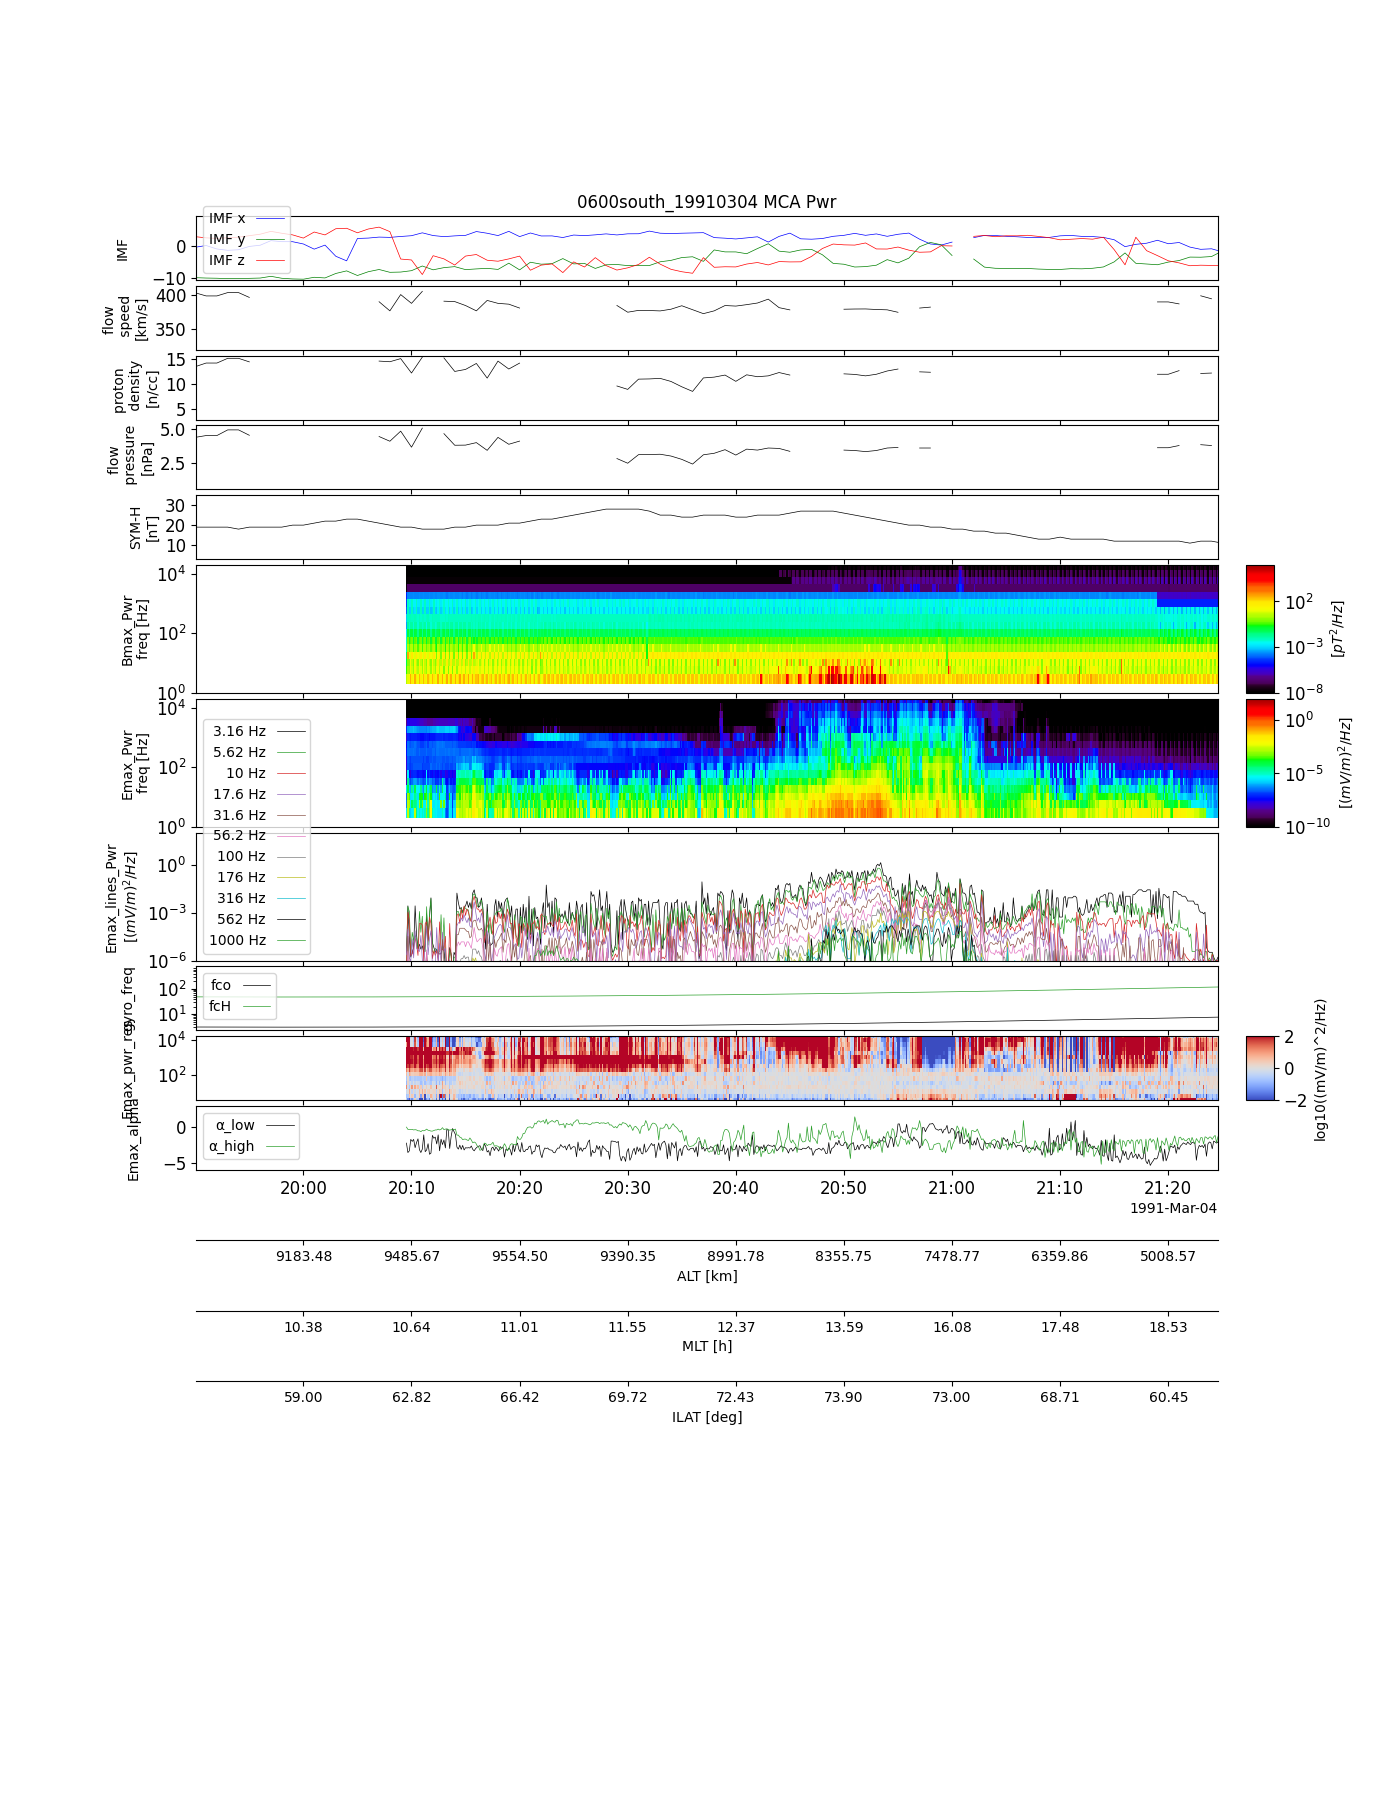 0600south_19910304 MCA Pwr
IMF x
IMF y
IMF z
IMF
0
−10
flow
speed
[km/s]
400
350
proton
density
[n/cc]
15
10
5
flow
pressure
[nPa]
5.0
2.5
SYM-H
[nT]
30
20
10
Bmax_Pwr
freq [Hz]
10^4
10^2
10^0
10^2
10^-3
10^-8
[pT^2/Hz]
Emax_Pwr
freq [Hz]
10^4
10^2
10^0
10^0
10^-5
10^-10
[(mV/m)^2/Hz]
3.16 Hz
5.62 Hz
10 Hz
17.6 Hz
31.6 Hz
56.2 Hz
100 Hz
176 Hz
316 Hz
562 Hz
1000 Hz
Emax_lines_Pwr
[(mV/m)^2/Hz]
10^0
10^-3
10^-6
gyro_freq
10^2
10^1
fco
fcH
Emax_pwr_req
10^4
10^2
2
0
−2
log10((mV/m)^2/Hz)
Emax_alpha
0
−5
α_low
α_high
20:00 20:10 20:20 20:30 20:40 20:50 21:00 21:10 21:20
1991-Mar-04
9183.48 9485.67 9554.50 9390.35 8991.78 8355.75 7478.77 6359.86 5008.57
ALT [km]
10.38 10.64 11.01 11.55 12.37 13.59 16.08 17.48 18.53
MLT [h]
59.00 62.82 66.42 69.72 72.43 73.90 73.00 68.71 60.45
ILAT [deg]